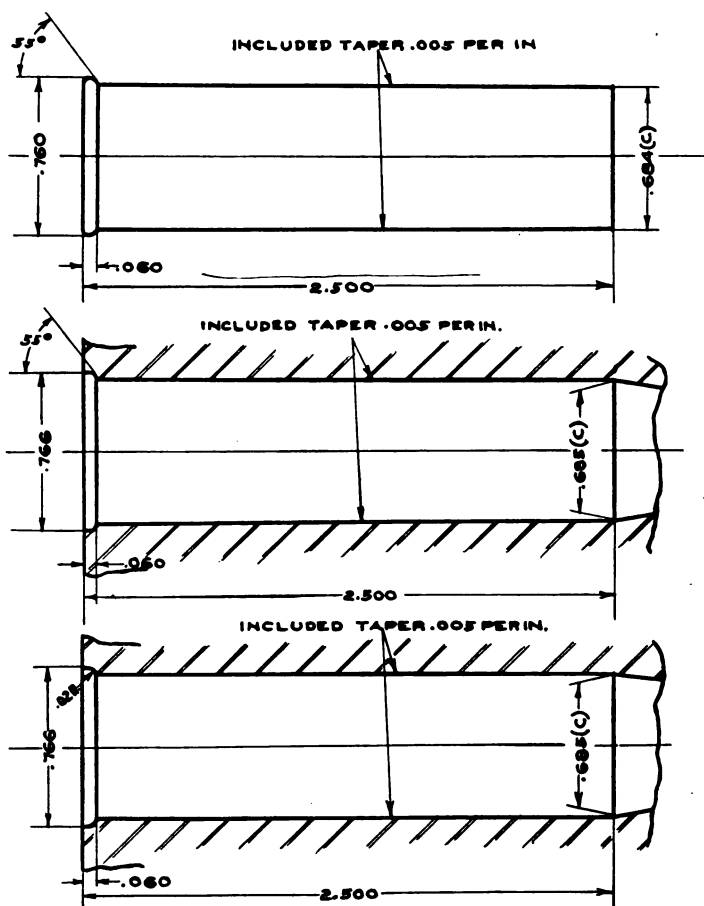 55°
INCLUDED TAPER .005 PER IN
.760
.684(C)
.060
2.500
INCLUDED TAPER .005 PER IN.
55°
.766
.685(C)
.060
2.500
INCLUDED TAPER .005 PER IN.
.766
.685(C)
.060
2.500